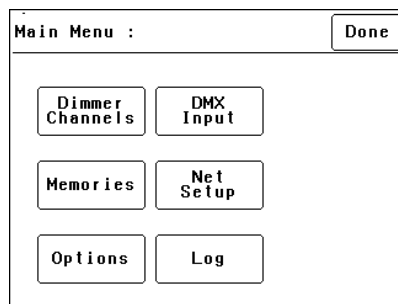 Main Menu :
Done
Dimmer
Channels
DMX
Input
Memories
Net
Setup
Options
Log